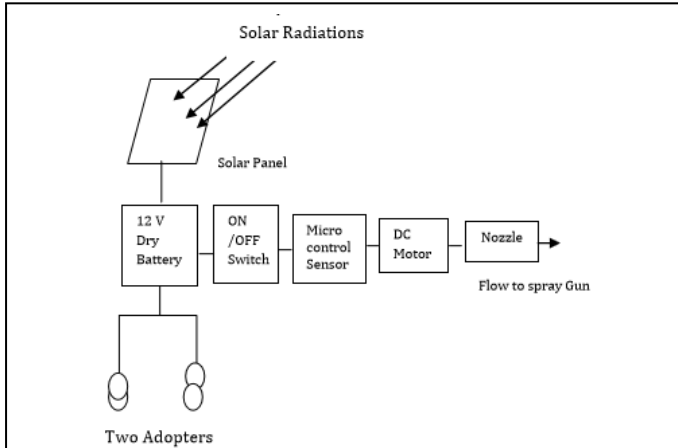 Solar Radiations
Solar Panel
12 V
Dry
Battery
ON
/OFF
Switch
Micro
control
Sensor
DC
Motor
Nozzle
Flow to spray Gun
Two Adopters